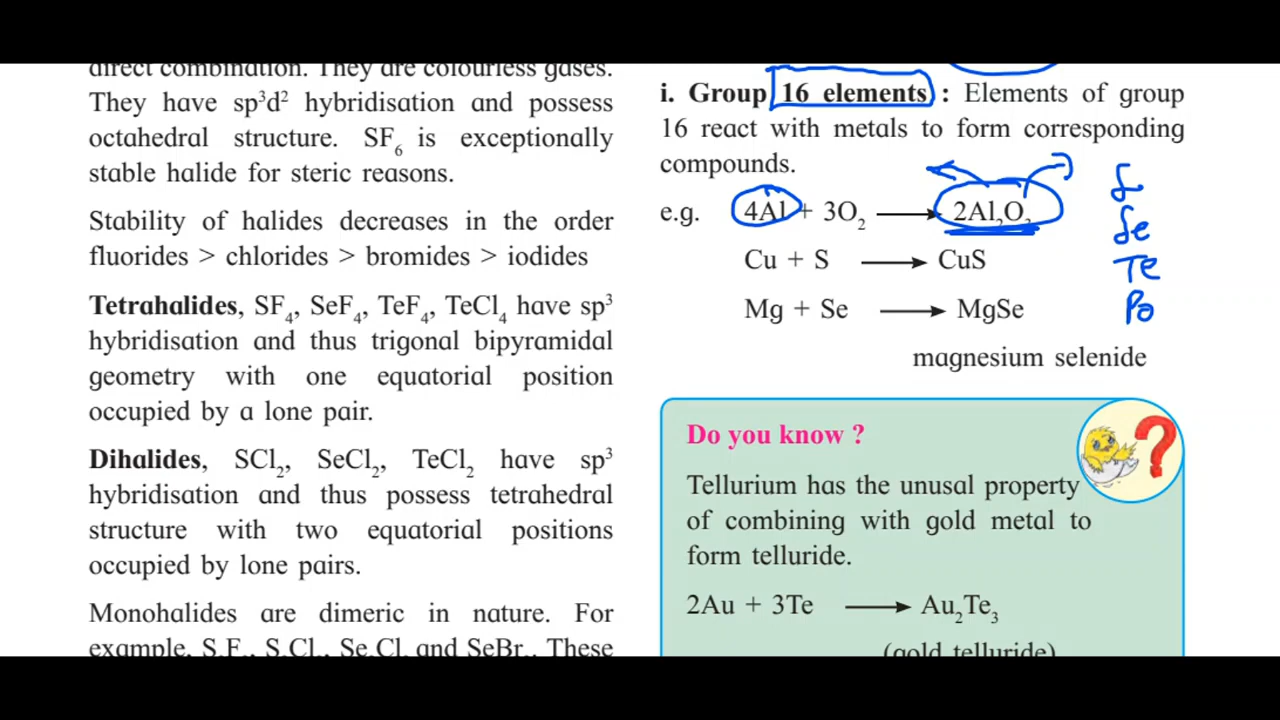 direct combination. They are colourless gases.
They have sp³d² hybridisation and possess
octahedral structure. SF₆ is exceptionally
stable halide for steric reasons.
Stability of halides decreases in the order
fluorides > chlorides > bromides > iodides
Tetrahalides, SF₄, SeF₄, TeF₄, TeCl₄ have sp³
hybridisation and thus trigonal bipyramidal
geometry with one equatorial position
occupied by a lone pair.
Dihalides, SCl₂, SeCl₂, TeCl₂ have sp³
hybridisation and thus possess tetrahedral
structure with two equatorial positions
occupied by lone pairs.
Monohalides are dimeric in nature. For
example, and These
i. Group 16 elements : Elements of group
16 react with metals to form corresponding
compounds.
e.g. 4Al + 3O₂ ⟶ 2Al₂O₃
Cu + S ⟶ CuS
Mg + Se ⟶ MgSe
magnesium selenide
S
Se
Te
Po
Do you know ?
?
Tellurium has the unusal property
of combining with gold metal to
form telluride.
2Au + 3Te ⟶ Au₂Te₃
(gold telluride)